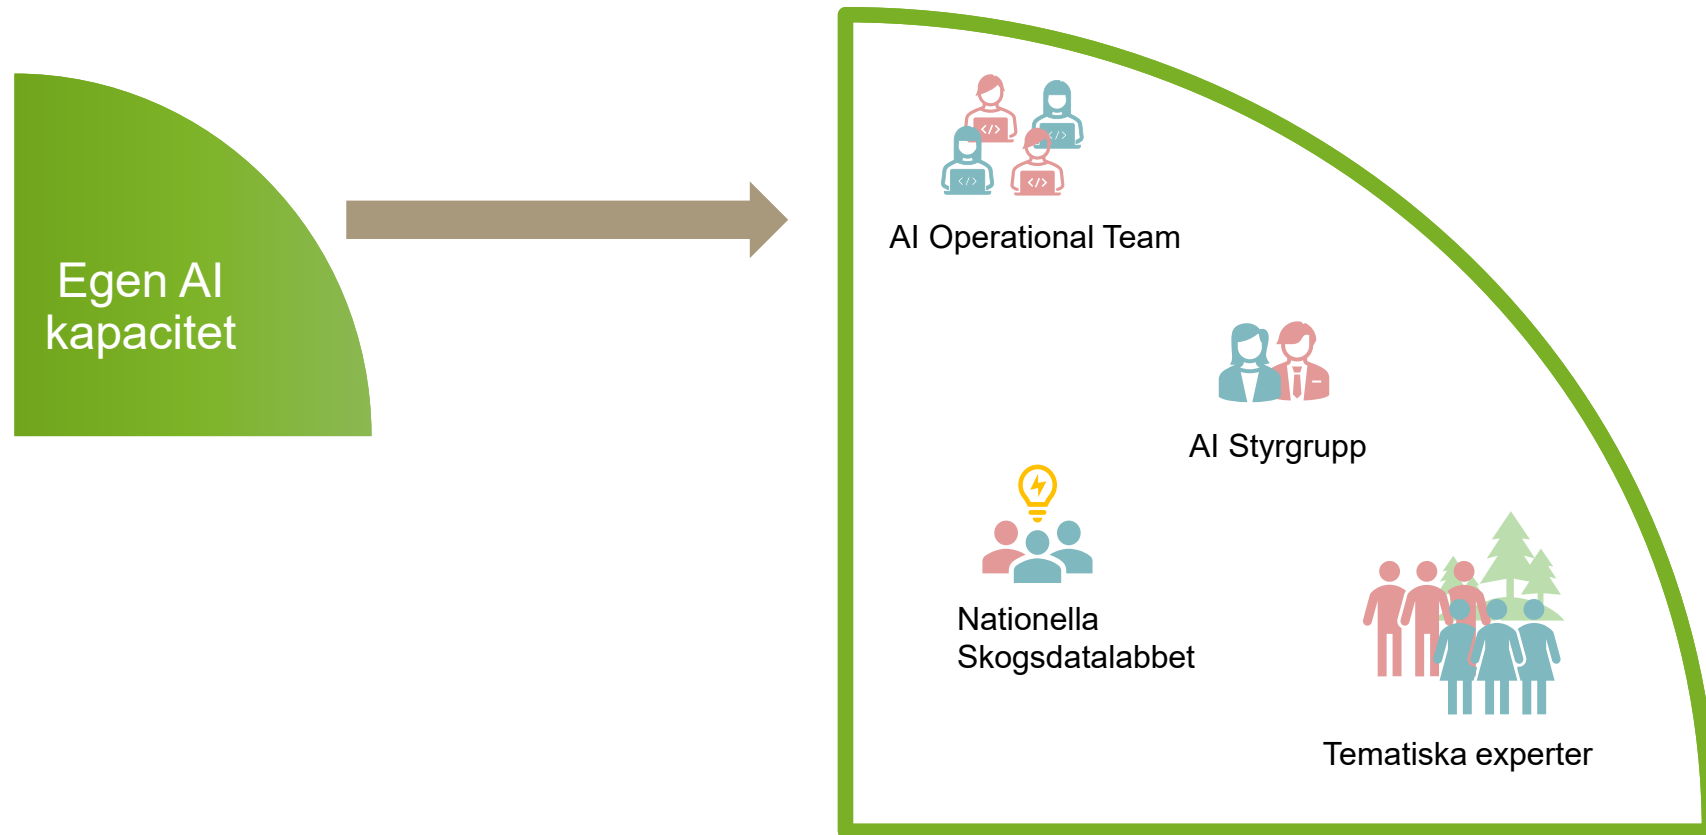 Egen AI
kapacitet
AI Operational Team
AI Styrgrupp
Nationella
Skogsdatalabbet
Tematiska experter